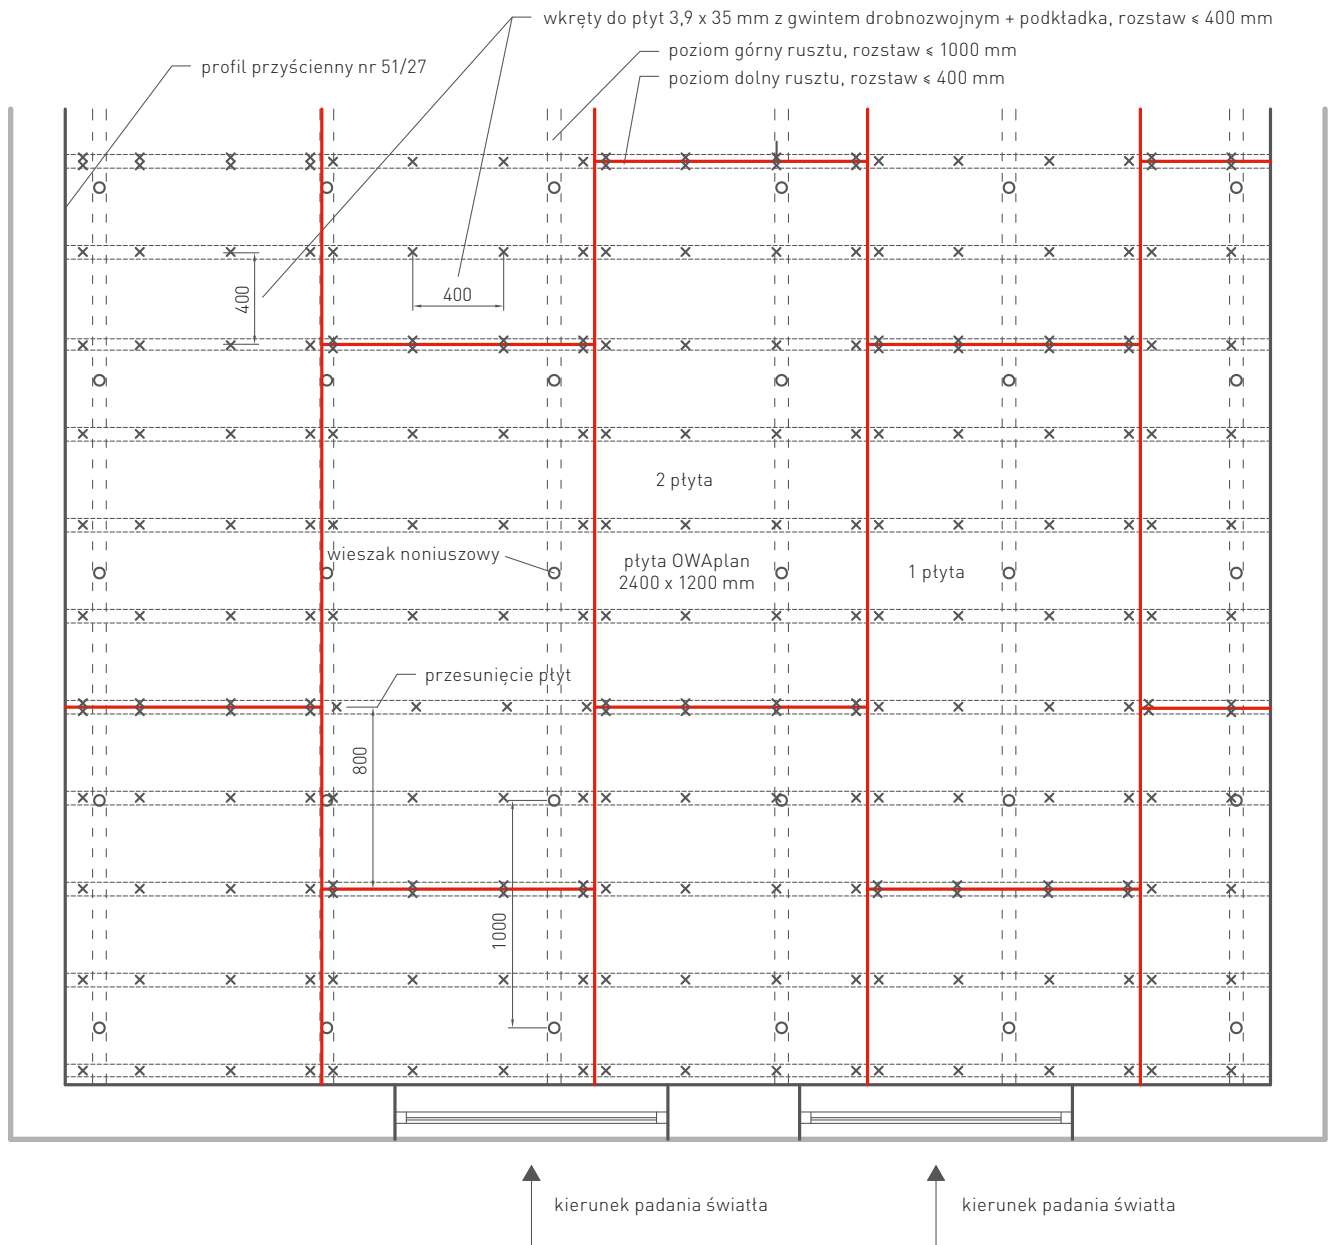 wkręty do płyt 3,9 x 35 mm z gwintem drobnozwojnym + podkładka, rozstaw ≤ 400 mm
poziom górny rusztu, rozstaw ≤ 1000 mm
profil przyścienny nr 51/27
poziom dolny rusztu, rozstaw ≤ 400 mm
400
400
2 płyta
wieszak noniuszowy
płyta OWAplan
2400 x 1200 mm
1 płyta
przesunięcie płyt
800
1000
kierunek padania światła
kierunek padania światła